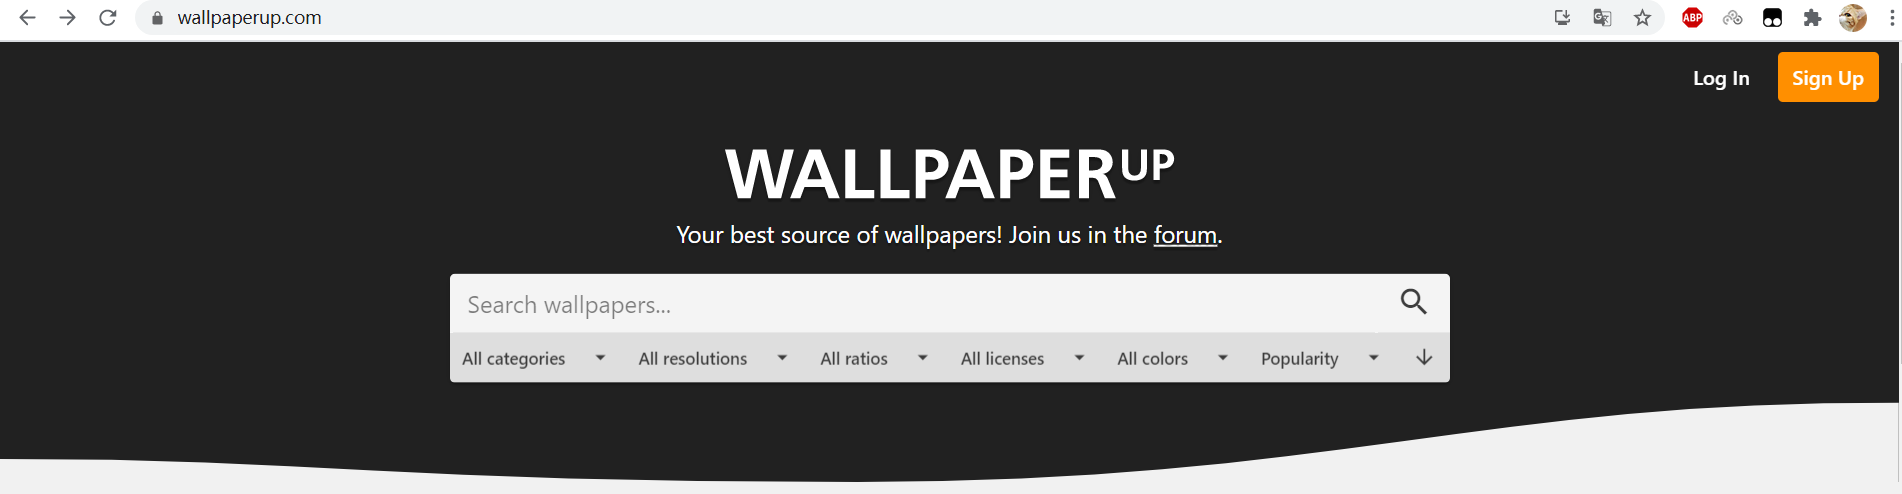 wallpaperup.com
ABP
Log In
Sign Up
WALLPAPERUP
Your best source of wallpapers! Join us in the forum.
Search wallpapers...
All categories All resolutions All ratios All licenses All colors Popularity